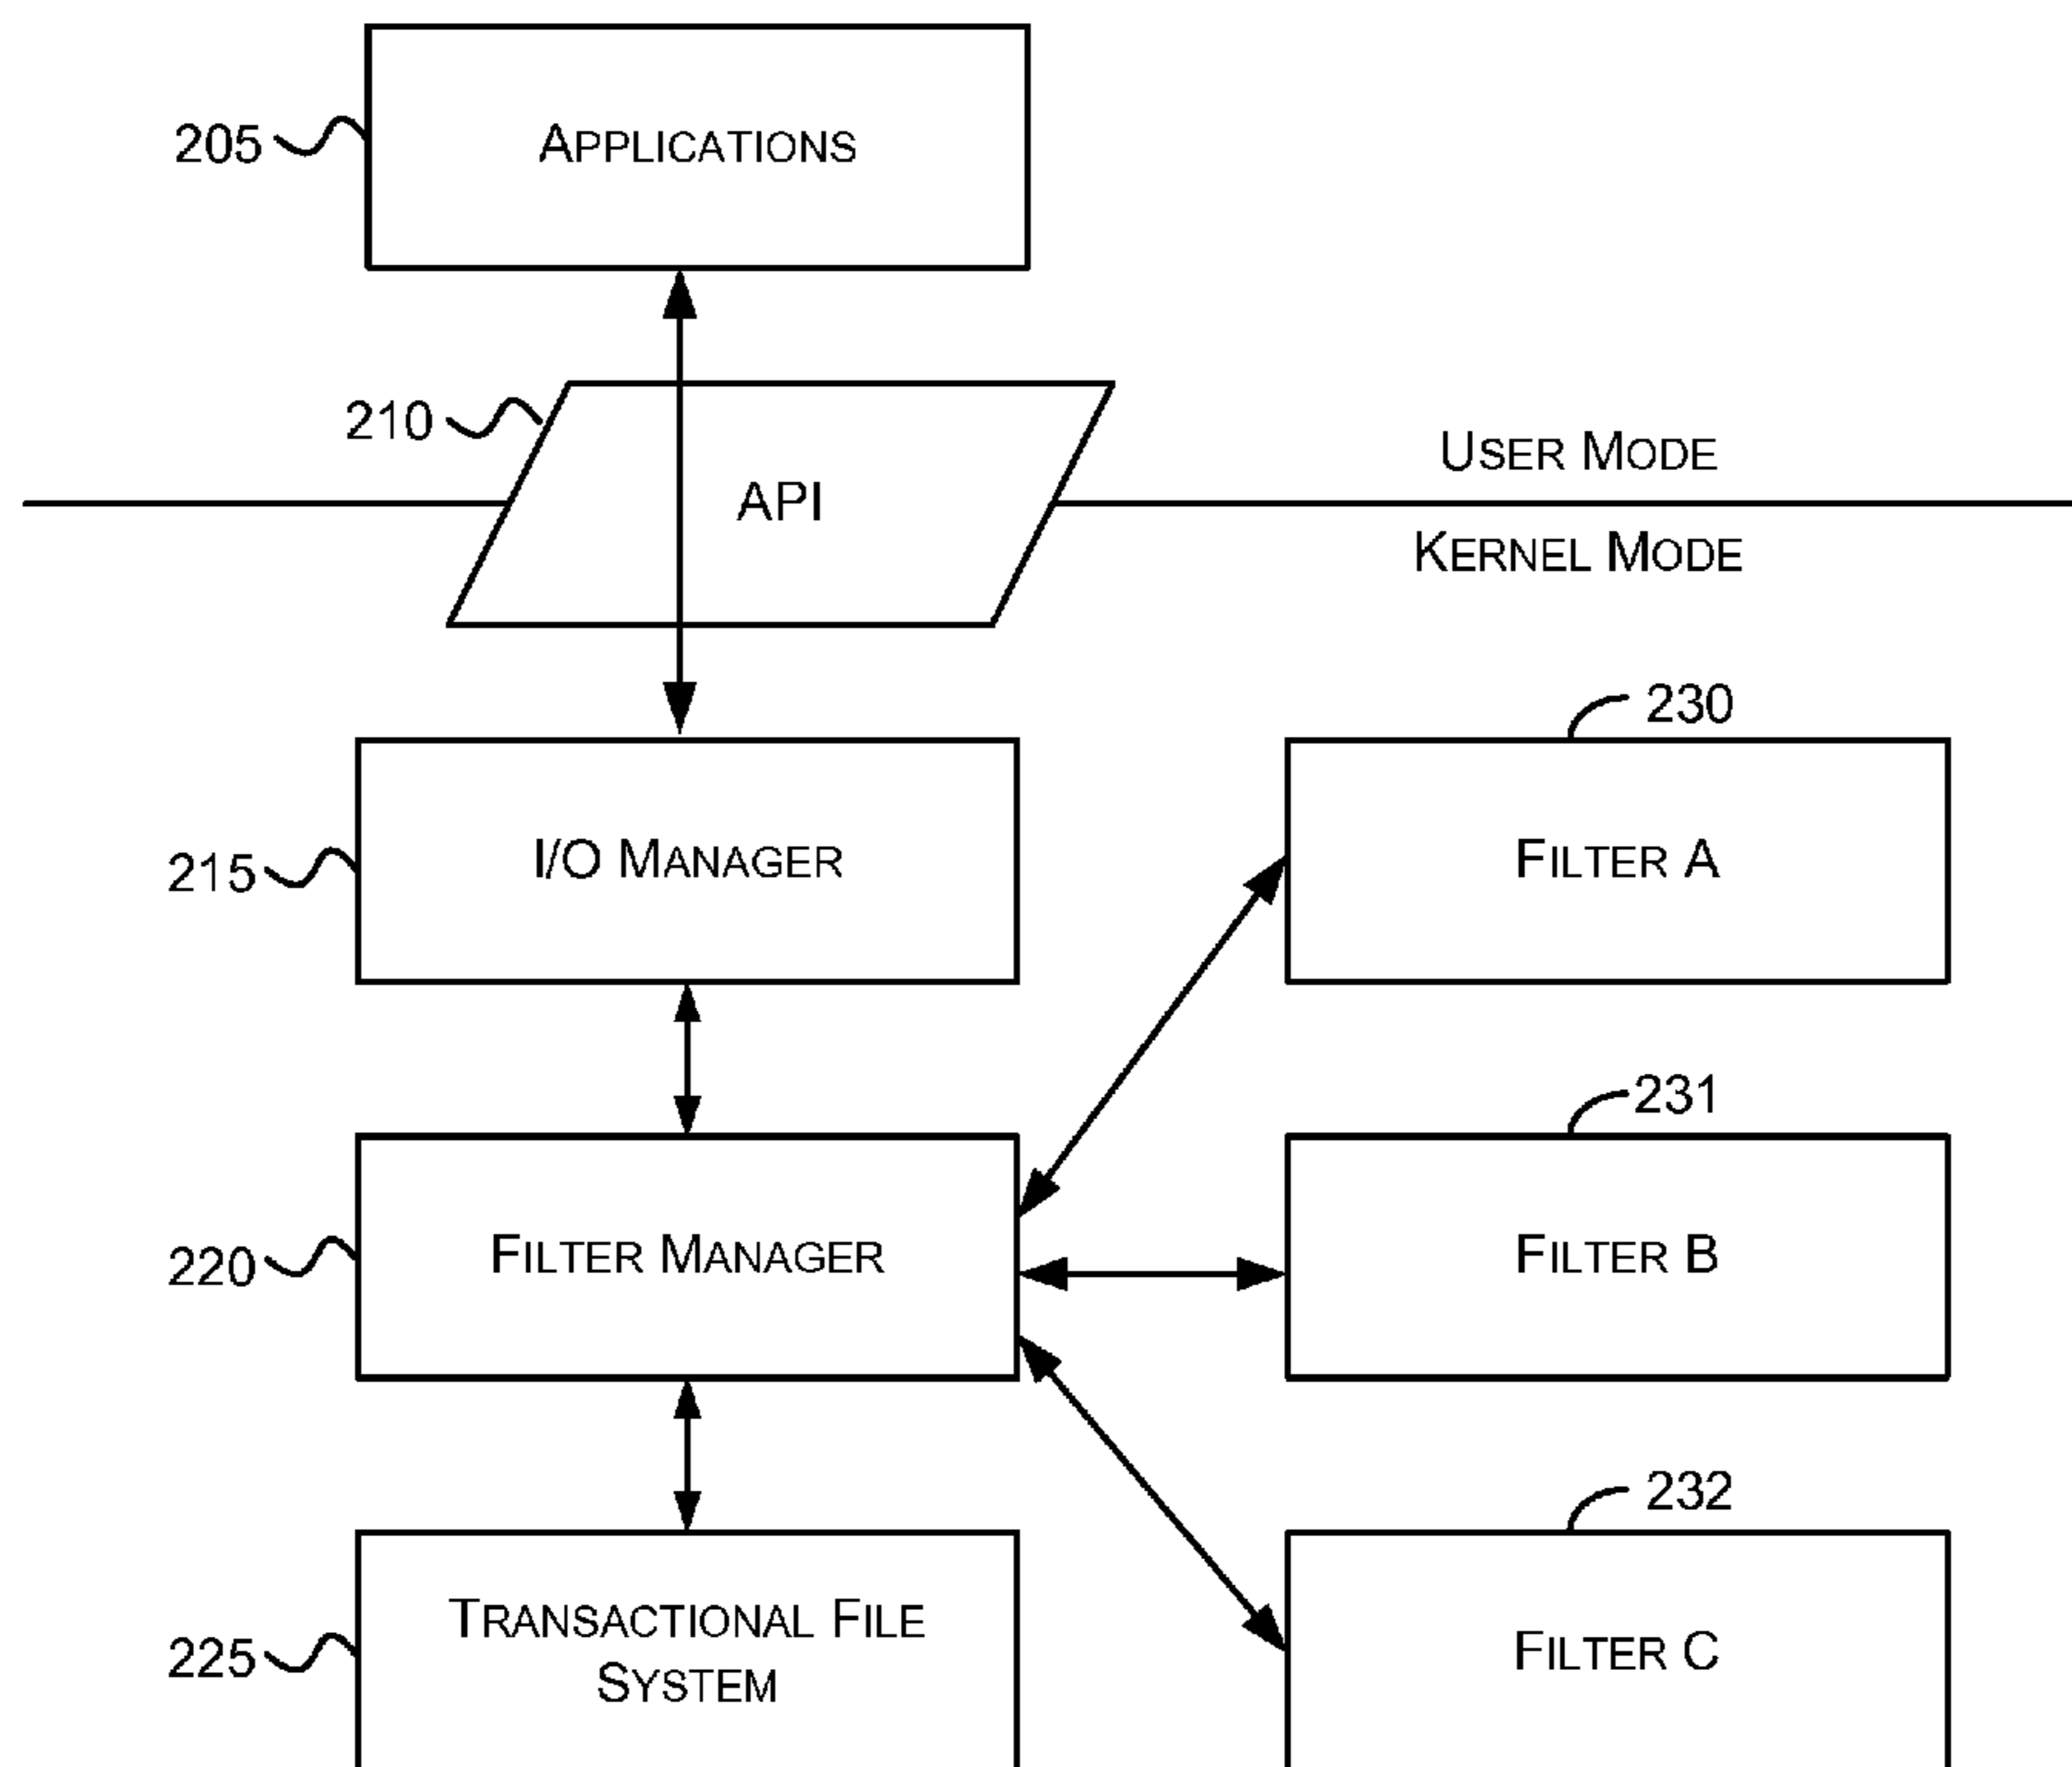 205
APPLICATIONS
210
API
USER MODE
KERNEL MODE
230
215
I/O MANAGER
FILTER A
231
220
FILTER MANAGER
FILTER B
232
225
TRANSACTIONAL FILE
SYSTEM
FILTER C